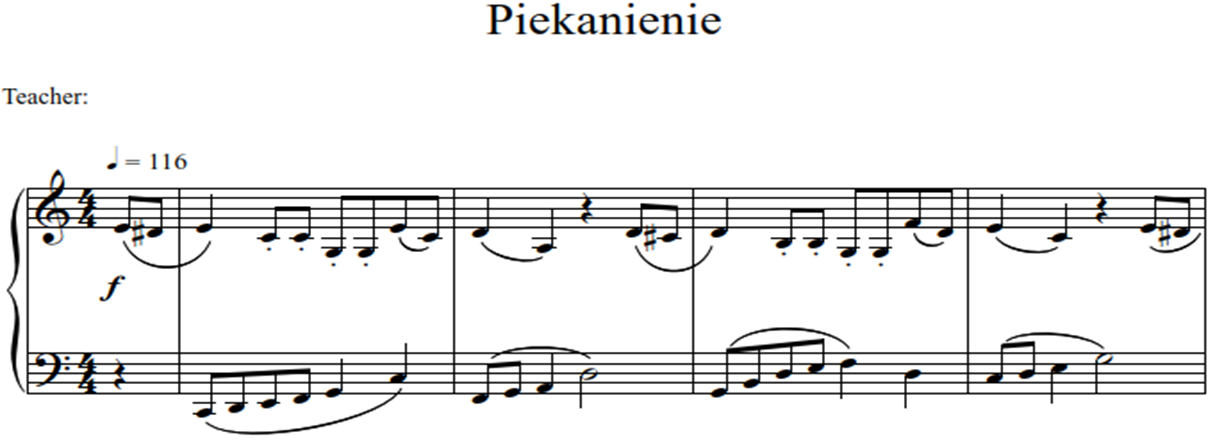 Piekanienie
Teacher:
♩ = 116
f